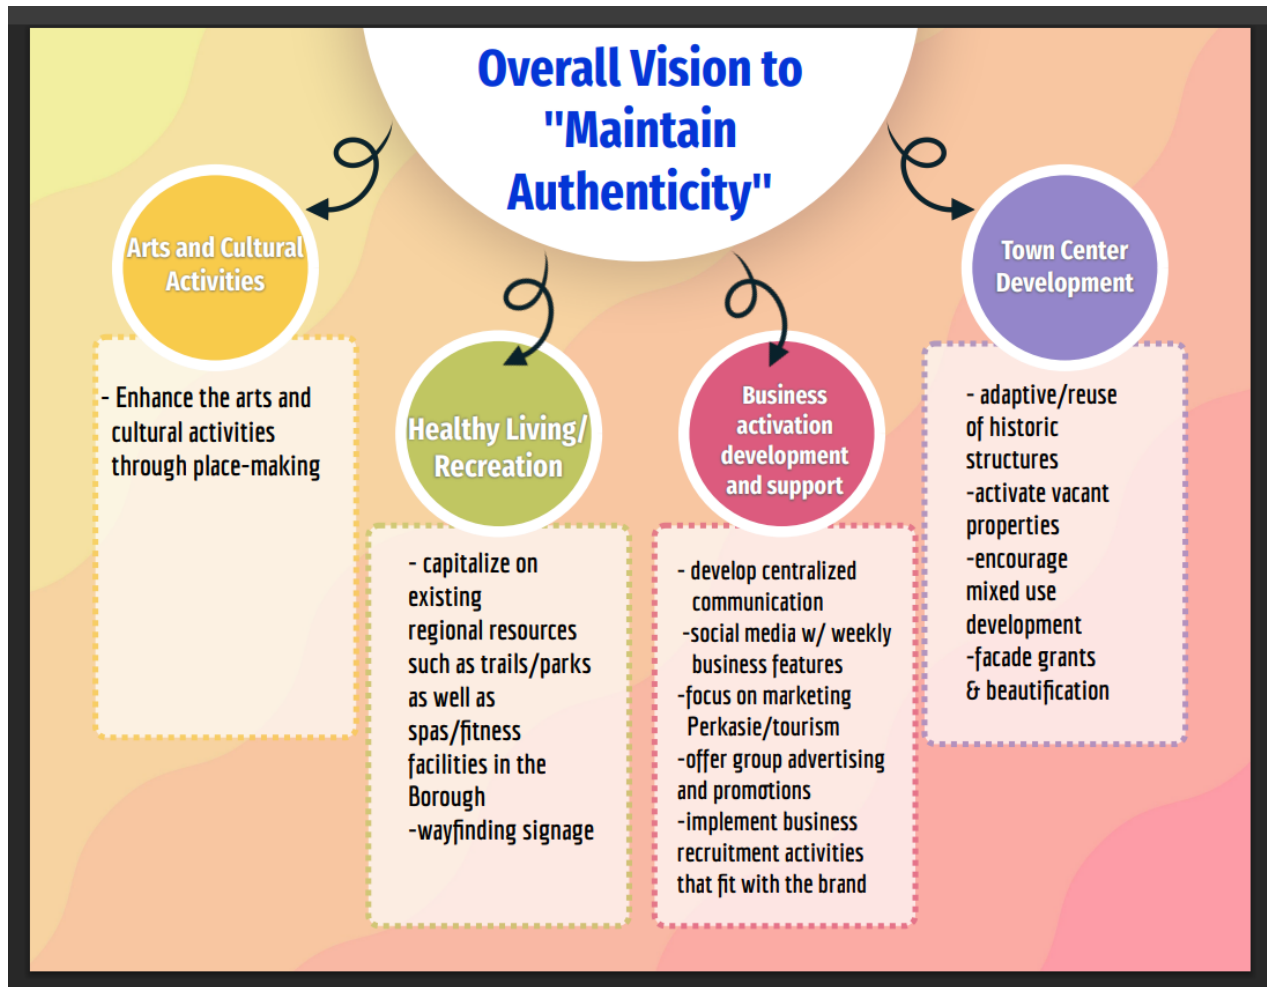 Overall Vision to
"Maintain
Authenticity"
Arts and Cultural
Activities
- Enhance the arts and
cultural activities
through place-making
Healthy Living/
Recreation
- capitalize on
existing
regional resources
such as trails/parks
as well as
spas/fitness
facilities in the
Borough
-wayfinding signage
Business
activation
development
and support
- develop centralized
communication
-social media w/ weekly
business features
-focus on marketing
Perkasie/tourism
-offer group advertising
and promotions
-implement business
recruitment activities
that fit with the brand
Town Center
Development
- adaptive/reuse
of historic
structures
-activate vacant
properties
-encourage
mixed use
development
-facade grants
& beautification